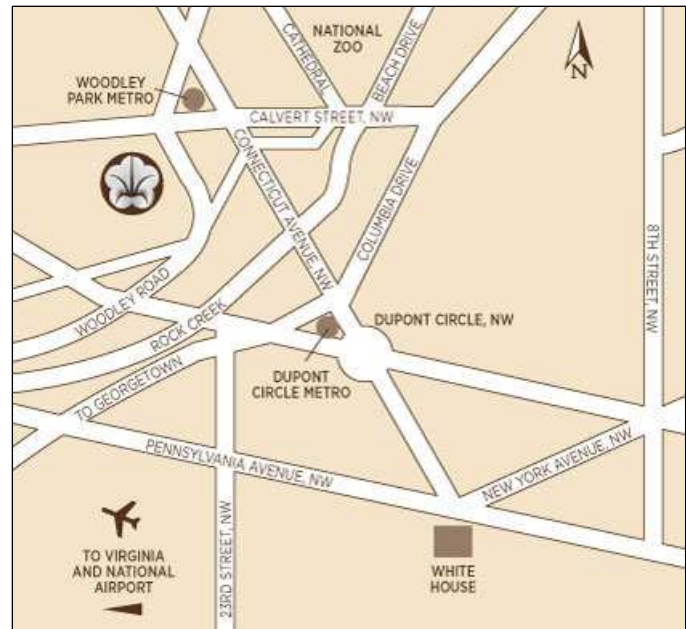 NATIONAL
ZOO
CATHEDRAL
BEACH DRIVE
N
WOODLEY
PARK METRO
CALVERT STREET, NW
CONNECTICUT AVENUE, NW
COLUMBIA DRIVE
8TH STREET, NW
WOODLEY ROAD
ROCK CREEK
DUPONT CIRCLE, NW
TO GEORGETOWN
DUPONT
CIRCLE METRO
PENNSYLVANIA AVENUE, NW
NEW YORK AVENUE, NW
23RD STREET, NW
TO VIRGINIA
AND NATIONAL
AIRPORT
WHITE
HOUSE